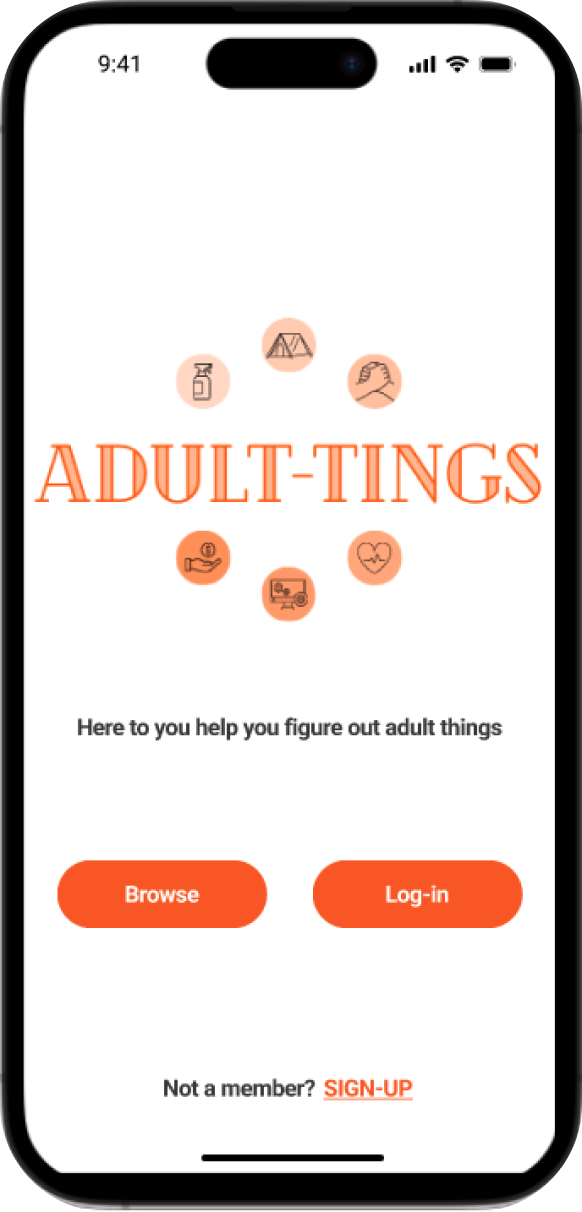 9:41
ADULT-TINGS
Here to you help you figure out adult things
Browse
Log-in
Not a member? SIGN-UP